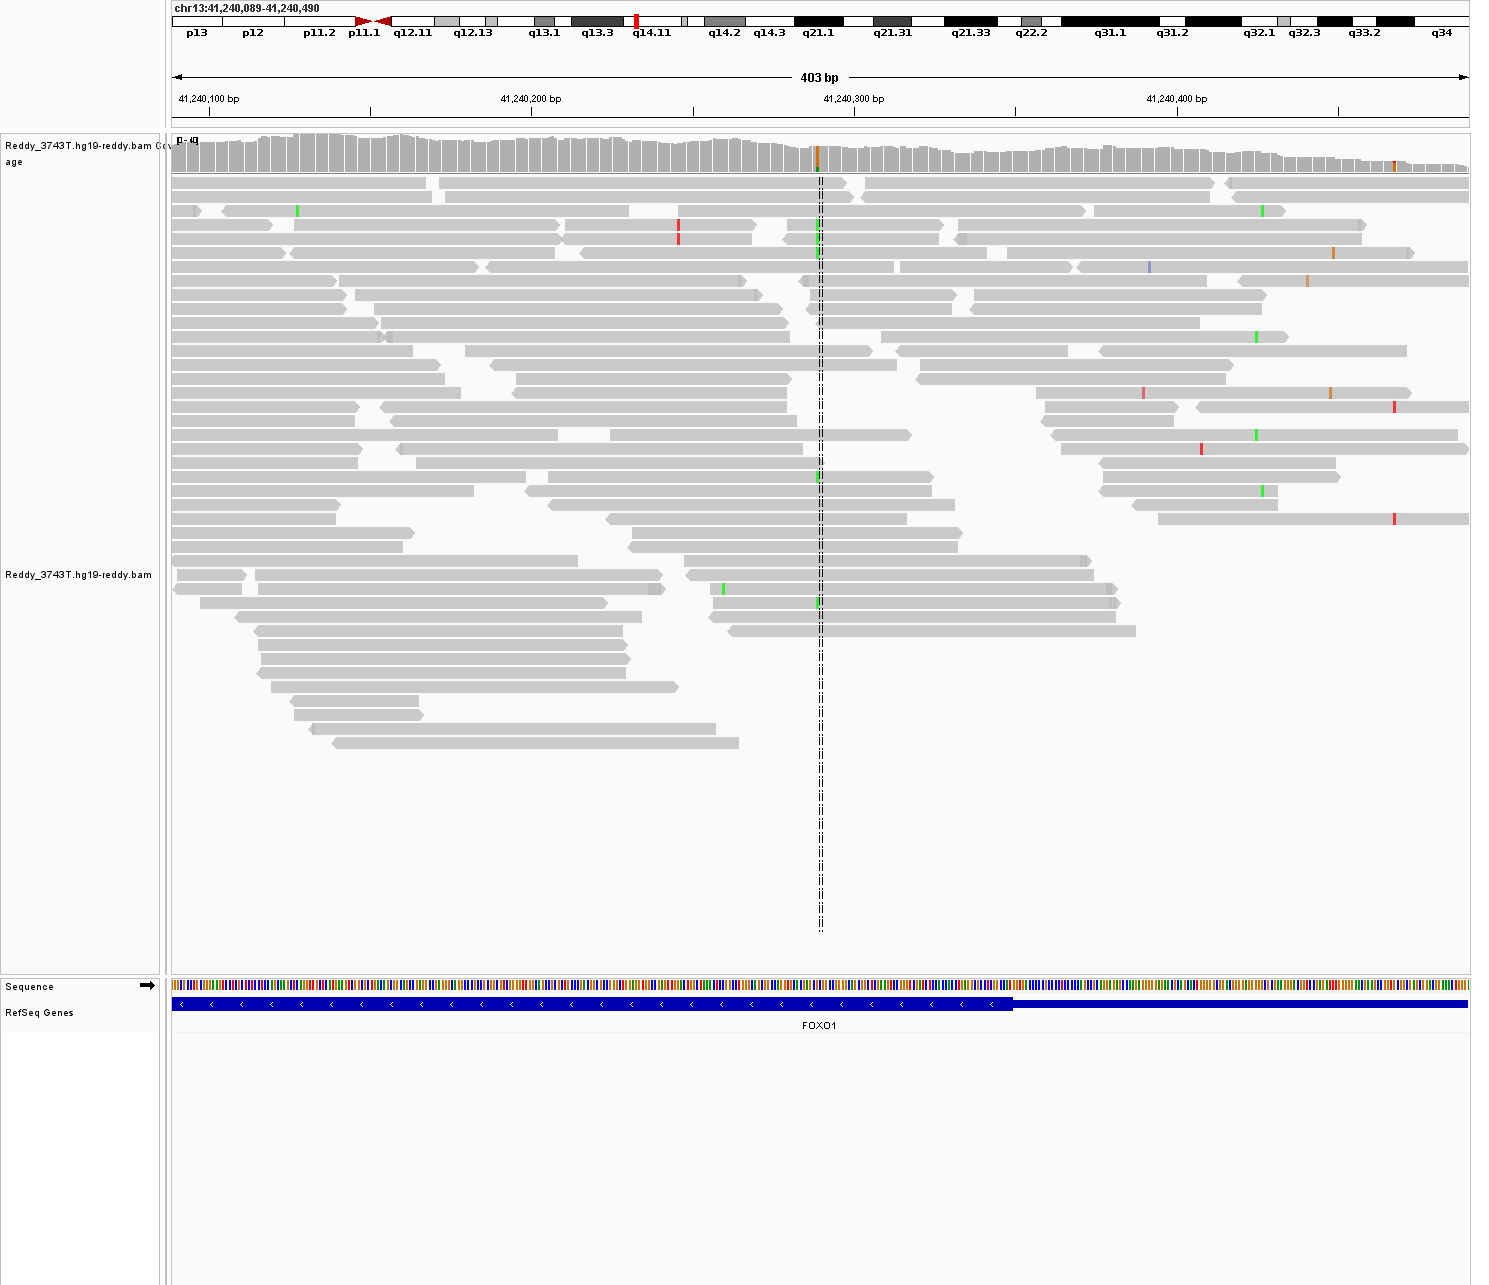 chr13:41,240,089-41,240,490
p13 p12 p11.2 p11.1 q12.11 q12.13 q13.1 q13.3 q14.11 q14.2 q14.3 q21.1 q21.31 q21.33 q22.2 q31.1 q31.2 q32.1 q32.3 q33.2 q34
403 bp
41,240,100 bp 41,240,200 bp 41,240,300 bp 41,240,400 bp
Reddy_3743T.hg19-reddy.bam Cov
age
Reddy_3743T.hg19-reddy.bam
Sequence
RefSeq Genes
FOXO1